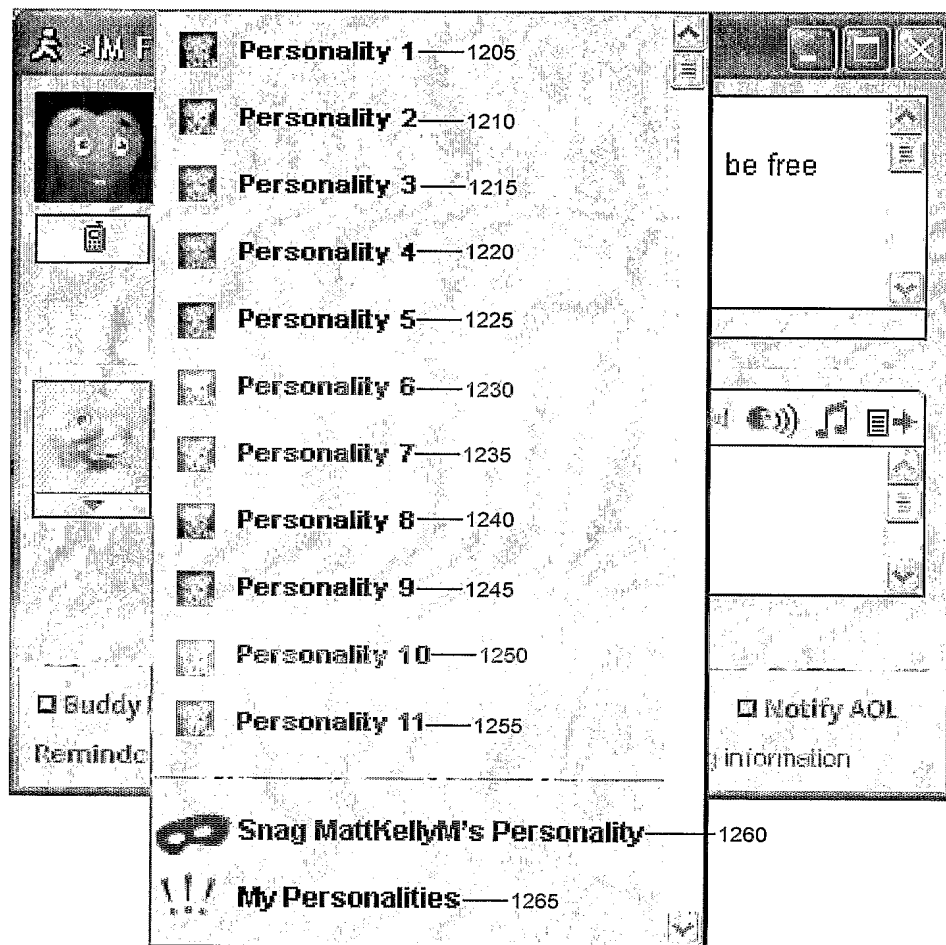 >IM F
Personality 1 1205
Personality 2 1210
be free
Personality 3 1215
Personality 4 1220
Personality 5 1225
Personality 6 1230
Personality 7 1235
Personality 8 1240
Personality 9 1245
Personality 10 1250
Buddy
Personality 11 1255
Notify AOL
Reminde
information
Snag MattKellyM's Personality 1260
My Personalities 1265